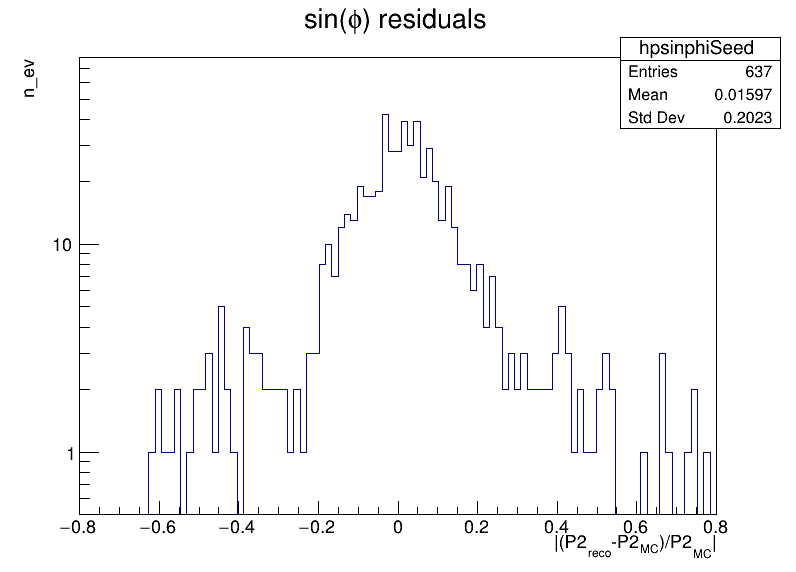 sin(ϕ) residuals
hpsinphiSeed
Entries 637
Mean 0.01597
Std Dev 0.2023
n_ev
10
1
−0.8 −0.6 −0.4 −0.2 0 0.2 0.4 0.6 0.8
|(P2reco-P2MC)/P2MC|